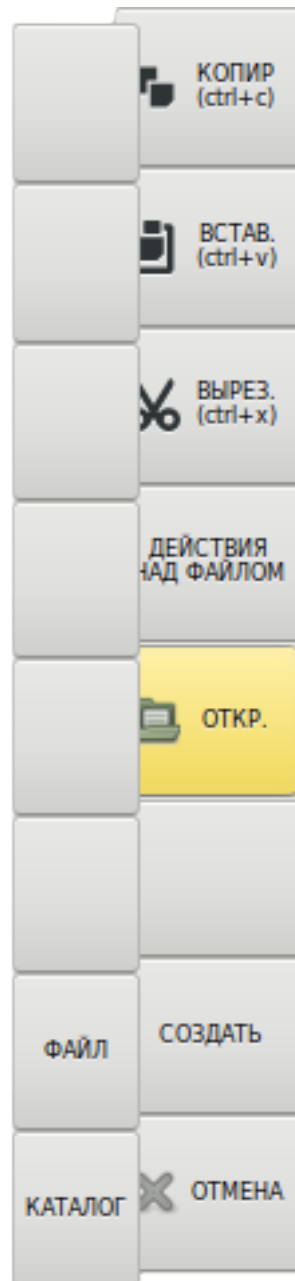 КОПИР
(ctrl+c)
ВСТАВ.
(ctrl+v)
ВЫРЕЗ.
(ctrl+x)
ДЕЙСТВИЯ
НАД ФАЙЛОМ
ОТКР.
СОЗДАТЬ
ФАЙЛ
ОТМЕНА
КАТАЛОГ